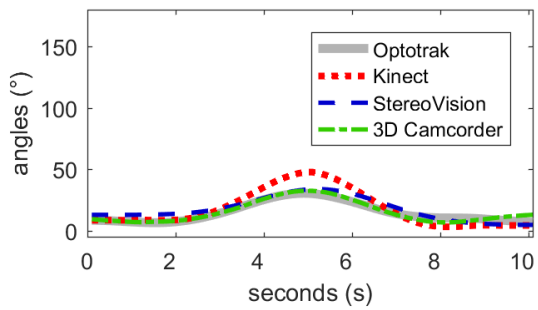 angles (°)
150
100
50
0
0 2 4 6 8 10
seconds (s)
Optotrak
Kinect
StereoVision
3D Camcorder